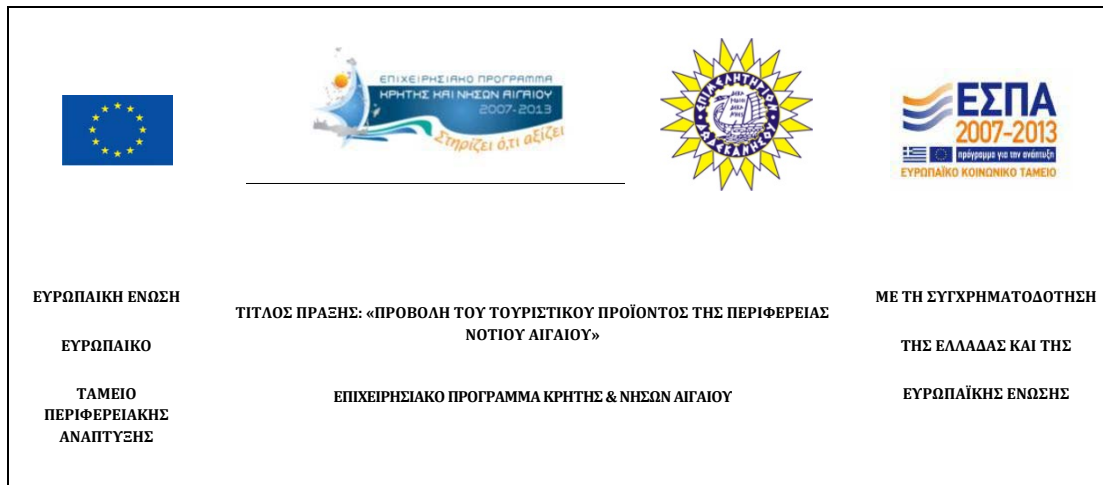 ΕΠΙΧΕΙΡΗΣΙΑΚΟ ΠΡΟΓΡΑΜΜΑ
ΚΡΗΤΗΣ ΚΑΙ ΝΗΣΩΝ ΑΙΓΑΙΟΥ
2007-2013
Στηρίζει ό,τι αξίζει
ΕΠΙΜΕΛΗΤΗΡΙΟΝ
ΔΩΔΕΚΑΝΗΣΟΥ
ΕΣΠΑ
2007-2013
πρόγραμμα για την ανάπτυξη
ΕΥΡΩΠΑΪΚΟ ΚΟΙΝΩΝΙΚΟ ΤΑΜΕΙΟ
ΕΥΡΩΠΑΙΚΗ ΕΝΩΣΗ
ΕΥΡΩΠΑΙΚΟ
ΤΑΜΕΙΟ
ΠΕΡΙΦΕΡΕΙΑΚΗΣ
ΑΝΑΠΤΥΞΗΣ
ΤΙΤΛΟΣ ΠΡΑΞΗΣ: «ΠΡΟΒΟΛΗ ΤΟΥ ΤΟΥΡΙΣΤΙΚΟΥ ΠΡΟΪΟΝΤΟΣ ΤΗΣ ΠΕΡΙΦΕΡΕΙΑΣ
ΝΟΤΙΟΥ ΑΙΓΑΙΟΥ»
ΕΠΙΧΕΙΡΗΣΙΑΚΟ ΠΡΟΓΡΑΜΜΑ ΚΡΗΤΗΣ & ΝΗΣΩΝ ΑΙΓΑΙΟΥ
ΜΕ ΤΗ ΣΥΓΧΡΗΜΑΤΟΔΟΤΗΣΗ
ΤΗΣ ΕΛΛΑΔΑΣ ΚΑΙ ΤΗΣ
ΕΥΡΩΠΑΪΚΗΣ ΕΝΩΣΗΣ